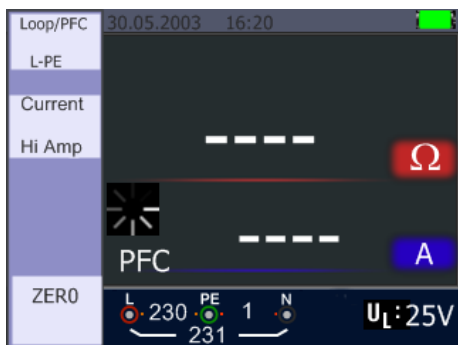 Loop/PFC
30.05.2003 16:20
L-PE
Current
Hi Amp
---- Ω
PFC ---- A
ZER0
L PE N
230 1
231
UL:25V